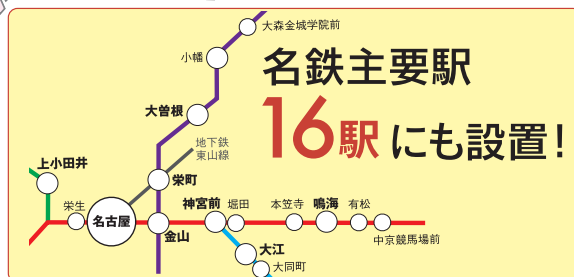 大森金城学院前
小幡
名鉄主要駅
16駅にも設置!
大曽根
地下鉄
東山線
上小田井
栄町
栄生
名古屋
金山
神宮前
堀田
本笠寺
鳴海
有松
中京競馬場前
大江
大同町